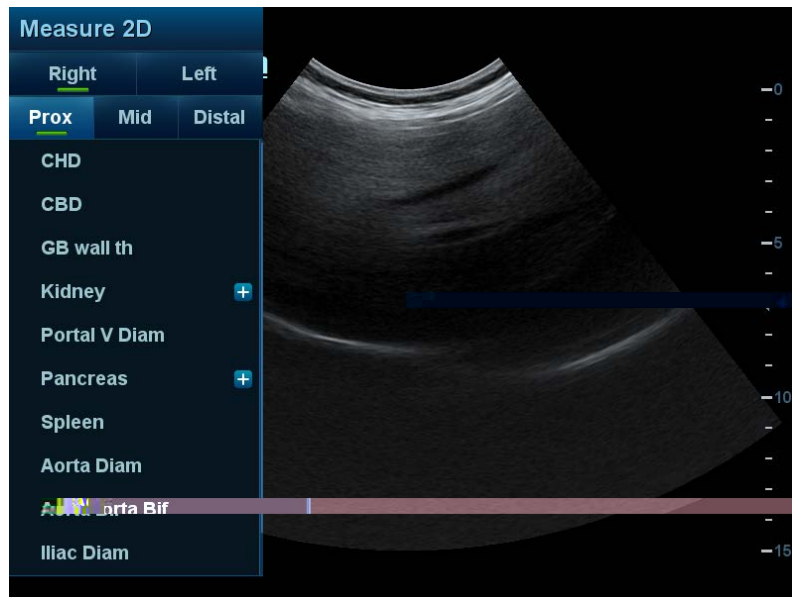 Measure 2D
Right Left
Prox Mid Distal
CHD
CBD
GB wall th
Kidney +
Portal V Diam
Pancreas +
Spleen
Aorta Diam
Bif
Iliac Diam
0
5
10
15